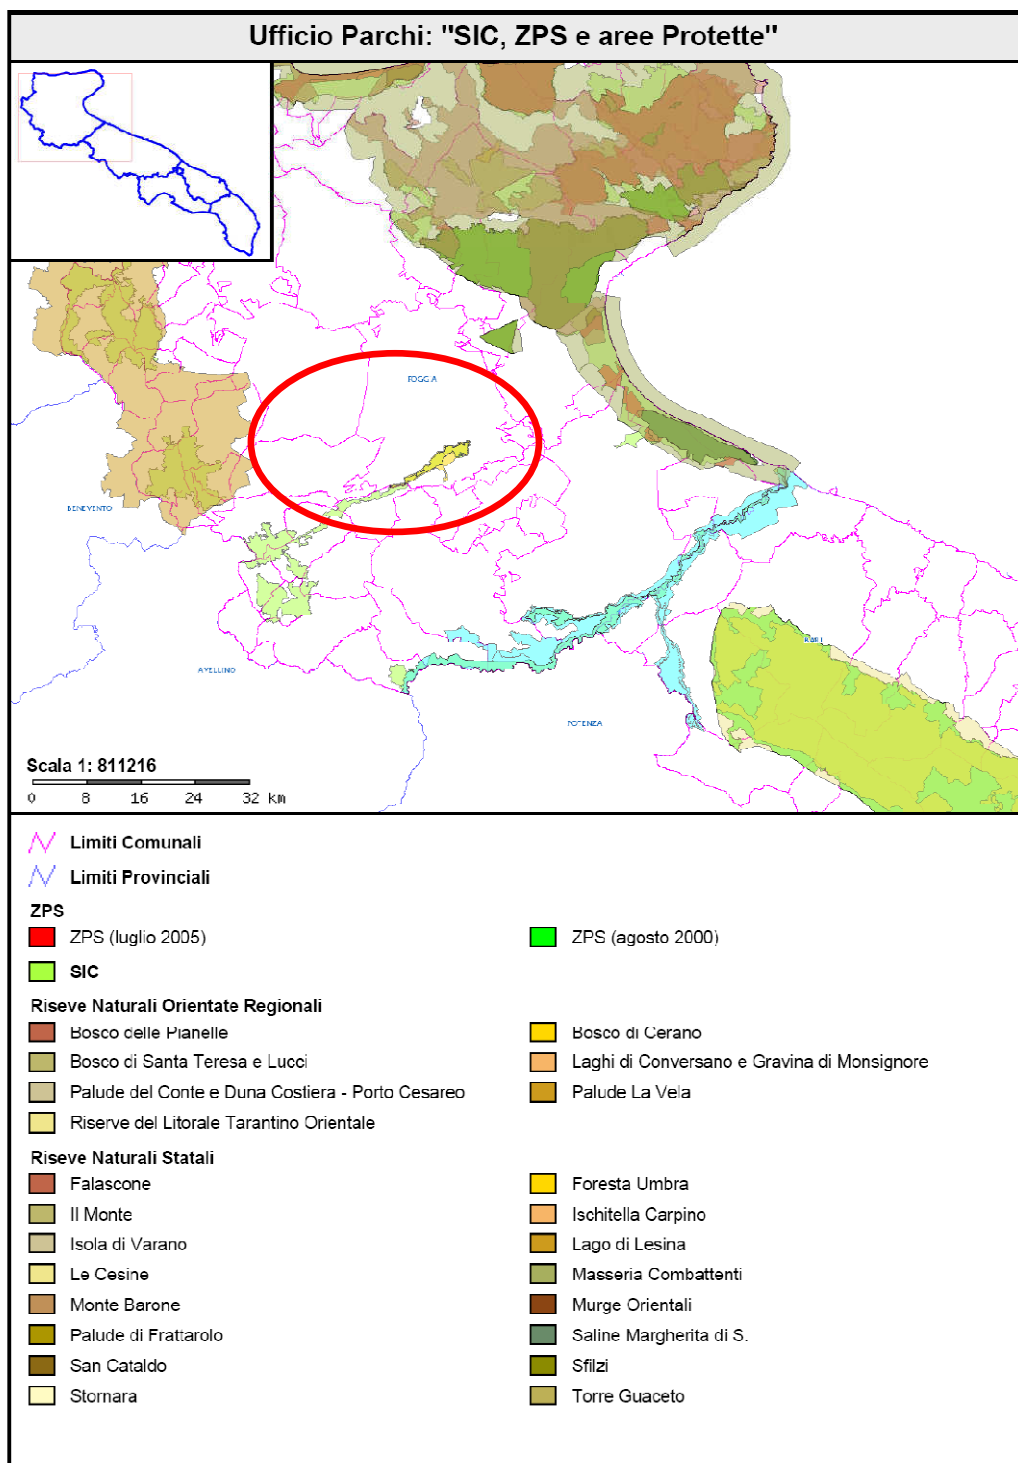 Ufficio Parchi: "SIC, ZPS e aree Protette"
FOGGIA
BENEVENTO
BARI
AVELLINO
POTENZA
Scala 1: 811216
0 8 16 24 32 km
Limiti Comunali
Limiti Provinciali
ZPS
ZPS (luglio 2005)
ZPS (agosto 2000)
SIC
Riseve Naturali Orientate Regionali
Bosco delle Pianelle
Bosco di Cerano
Bosco di Santa Teresa e Lucci
Laghi di Conversano e Gravina di Monsignore
Palude del Conte e Duna Costiera - Porto Cesareo
Palude La Vela
Riserve del Litorale Tarantino Orientale
Riseve Naturali Statali
Falascone
Foresta Umbra
Il Monte
Ischitella Carpino
Isola di Varano
Lago di Lesina
Le Cesine
Masseria Combattenti
Monte Barone
Murge Orientali
Palude di Frattarolo
Saline Margherita di S.
San Cataldo
Sfilzi
Stornara
Torre Guaceto